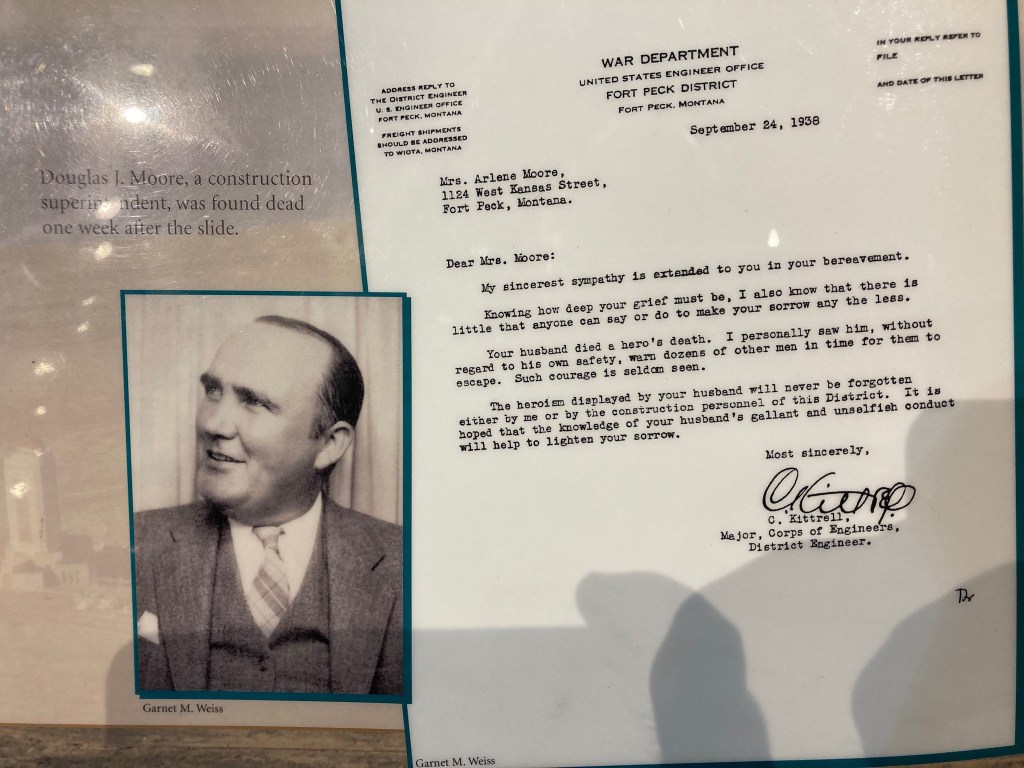 Douglas J. Moore, a construction
superintendent, was found dead
one week after the slide.
Garnet M. Weiss
WAR DEPARTMENT
UNITED STATES ENGINEER OFFICE
FORT PECK DISTRICT
FORT PECK, MONTANA
ADDRESS REPLY TO
THE DISTRICT ENGINEER
U. S. ENGINEER OFFICE
FORT PECK, MONTANA
FREIGHT SHIPMENTS
SHOULD BE ADDRESSED
TO WIOTA, MONTANA
IN YOUR REPLY REFER TO
FILE
AND DATE OF THIS LETTER
September 24, 1938
Mrs. Arlene Moore,
1124 West Kansas Street,
Fort Peck, Montana.
Dear Mrs. Moore:
My sincerest sympathy is extended to you in your bereavement.
Knowing how deep your grief must be, I also know that there is
little that anyone can say or do to make your sorrow any the less.
Your husband died a hero's death. I personally saw him, without
regard to his own safety, warn dozens of other men in time for them to
escape. Such courage is seldom seen.
The heroism displayed by your husband will never be forgotten
either by me or by the construction personnel of this District. It is
hoped that the knowledge of your husband's gallant and unselfish conduct
will help to lighten your sorrow.
Most sincerely,
C. Kittrell
C. Kittrell,
Major, Corps of Engineers,
District Engineer.
Garnet M. Weiss